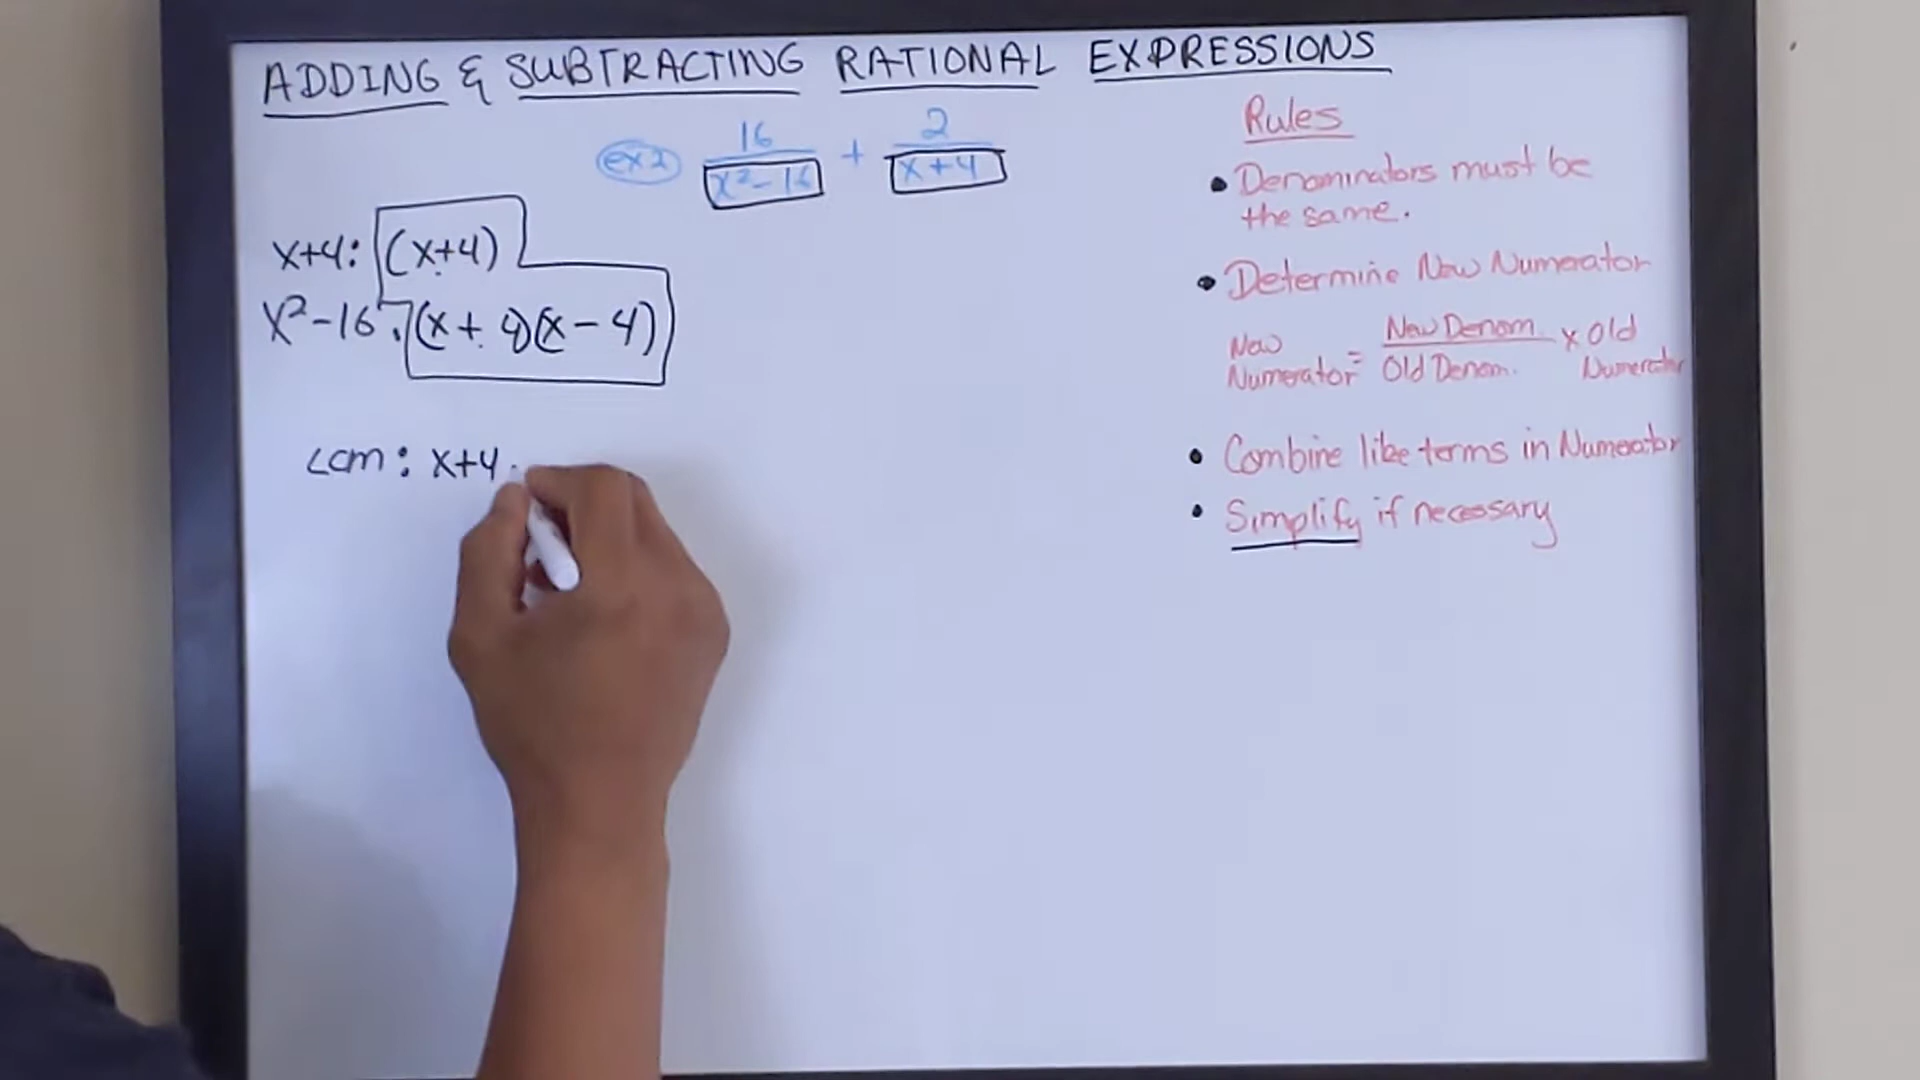 ADDING & SUBTRACTING RATIONAL EXPRESSIONS
ex2 16/x²-16 + 2/x+4
x+4: (x+4)
x²-16: (x+4)(x-4)
LCM: x+4 .
Rules
• Denominators must be
the same.
• Determine New Numerator
New Numerator = New Denom/Old Denom. x Old Numerator
• Combine like terms in Numerator
• Simplify if necessary